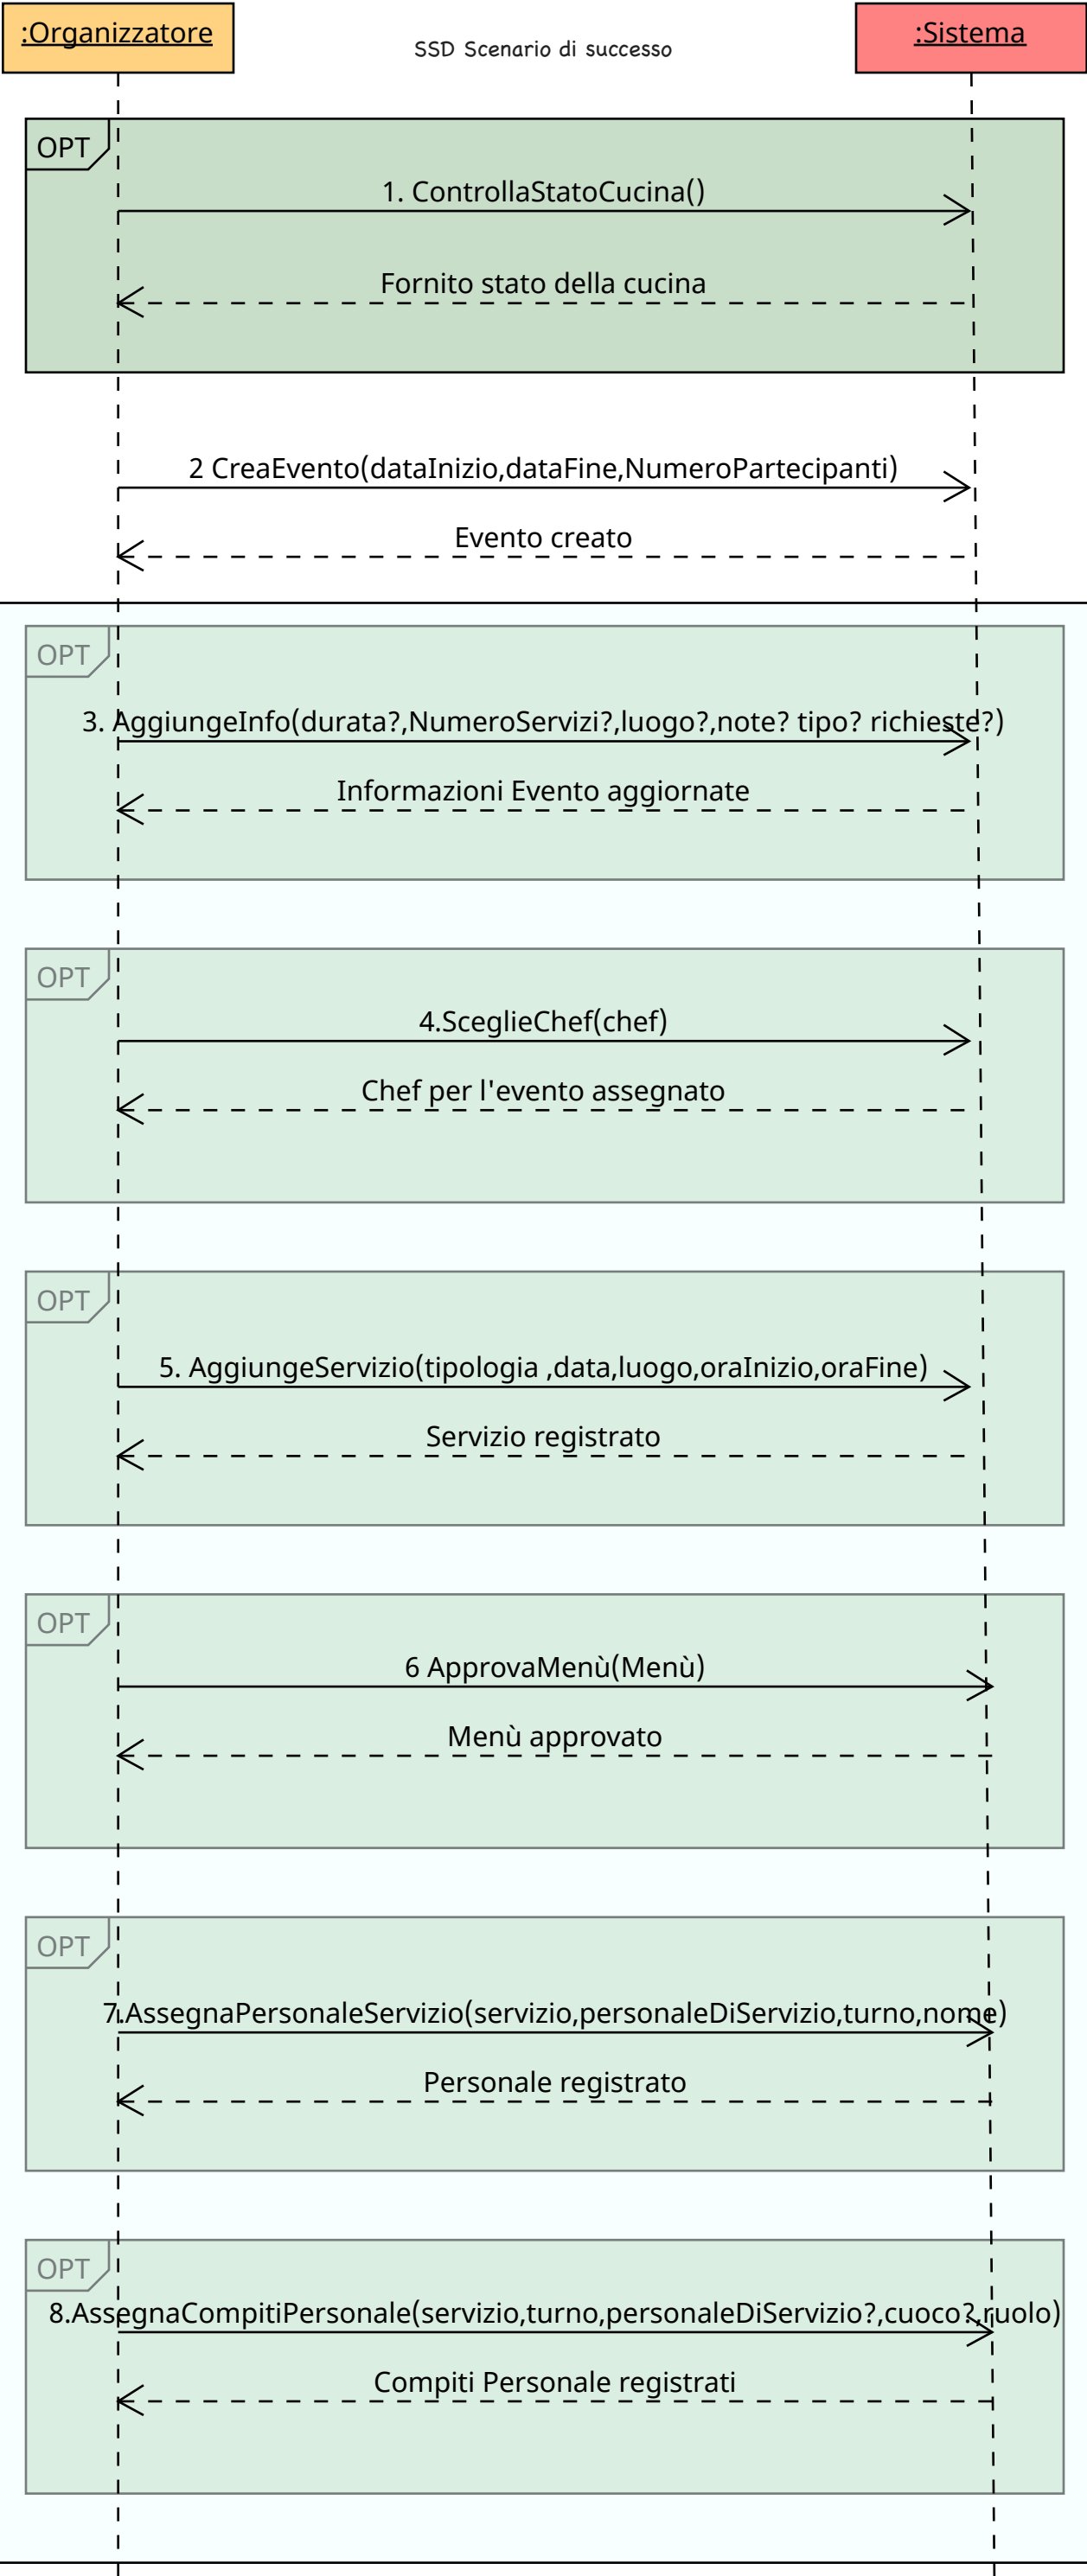 :Organizzatore
SSD Scenario di successo
:Sistema
OPT
1. ControllaStatoCucina()
Fornito stato della cucina
2 CreaEvento(dataInizio,dataFine,NumeroPartecipanti)
Evento creato
OPT
3. AggiungeInfo(durata?,NumeroServizi?,luogo?,note? tipo? richieste?)
Informazioni Evento aggiornate
OPT
4.SceglieChef(chef)
Chef per l'evento assegnato
OPT
5. AggiungeServizio(tipologia ,data,luogo,oraInizio,oraFine)
Servizio registrato
OPT
6 ApprovaMenù(Menù)
Menù approvato
OPT
7.AssegnaPersonaleServizio(servizio,personaleDiServizio,turno,nome)
Personale registrato
OPT
8.AssegnaCompitiPersonale(servizio,turno,personaleDiServizio?,cuoco?,ruolo)
Compiti Personale registrati